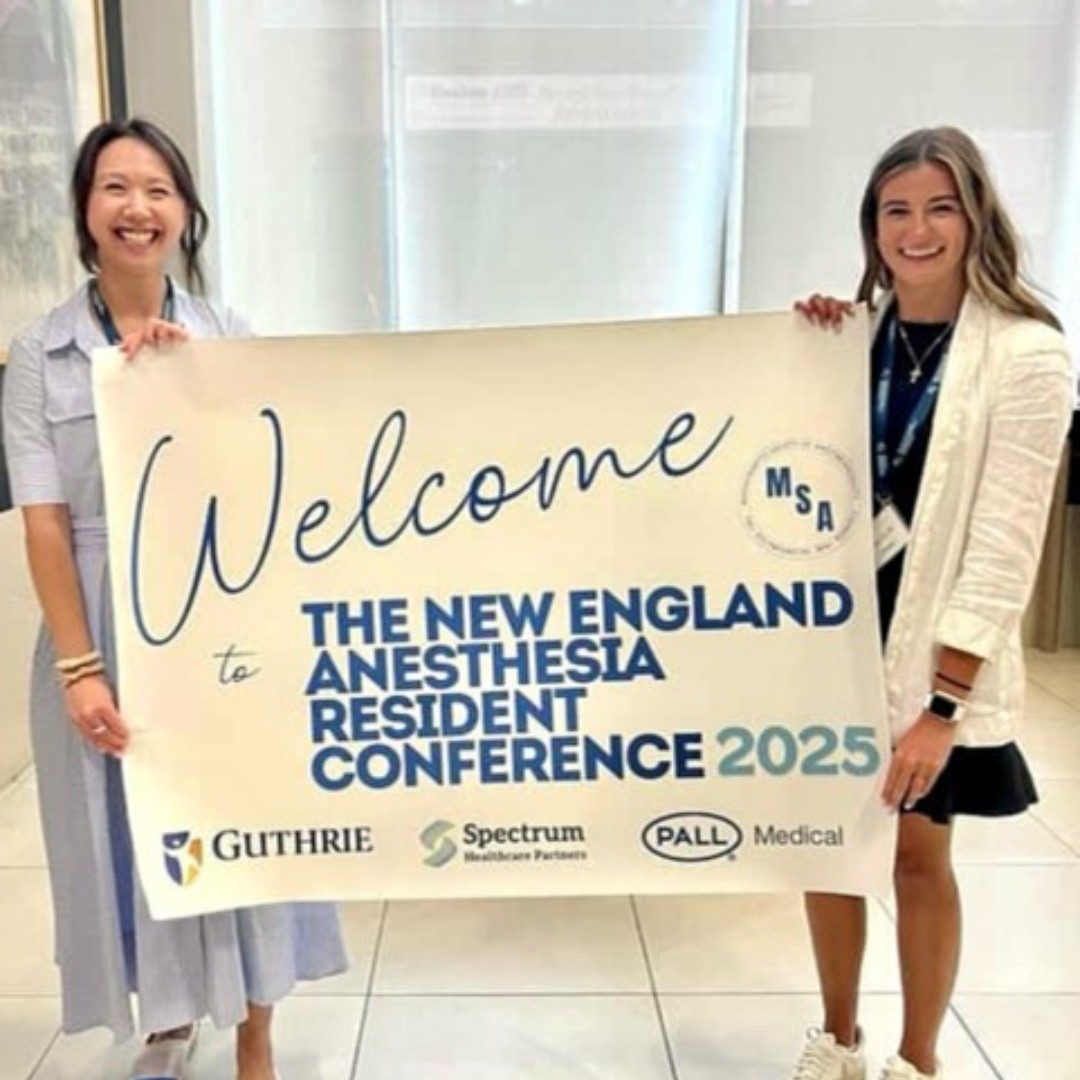 Welcome
MSA
to
THE NEW ENGLAND
ANESTHESIA
RESIDENT
CONFERENCE 2025
GUTHRIE
Spectrum
Healthcare Partners
PALL Medical